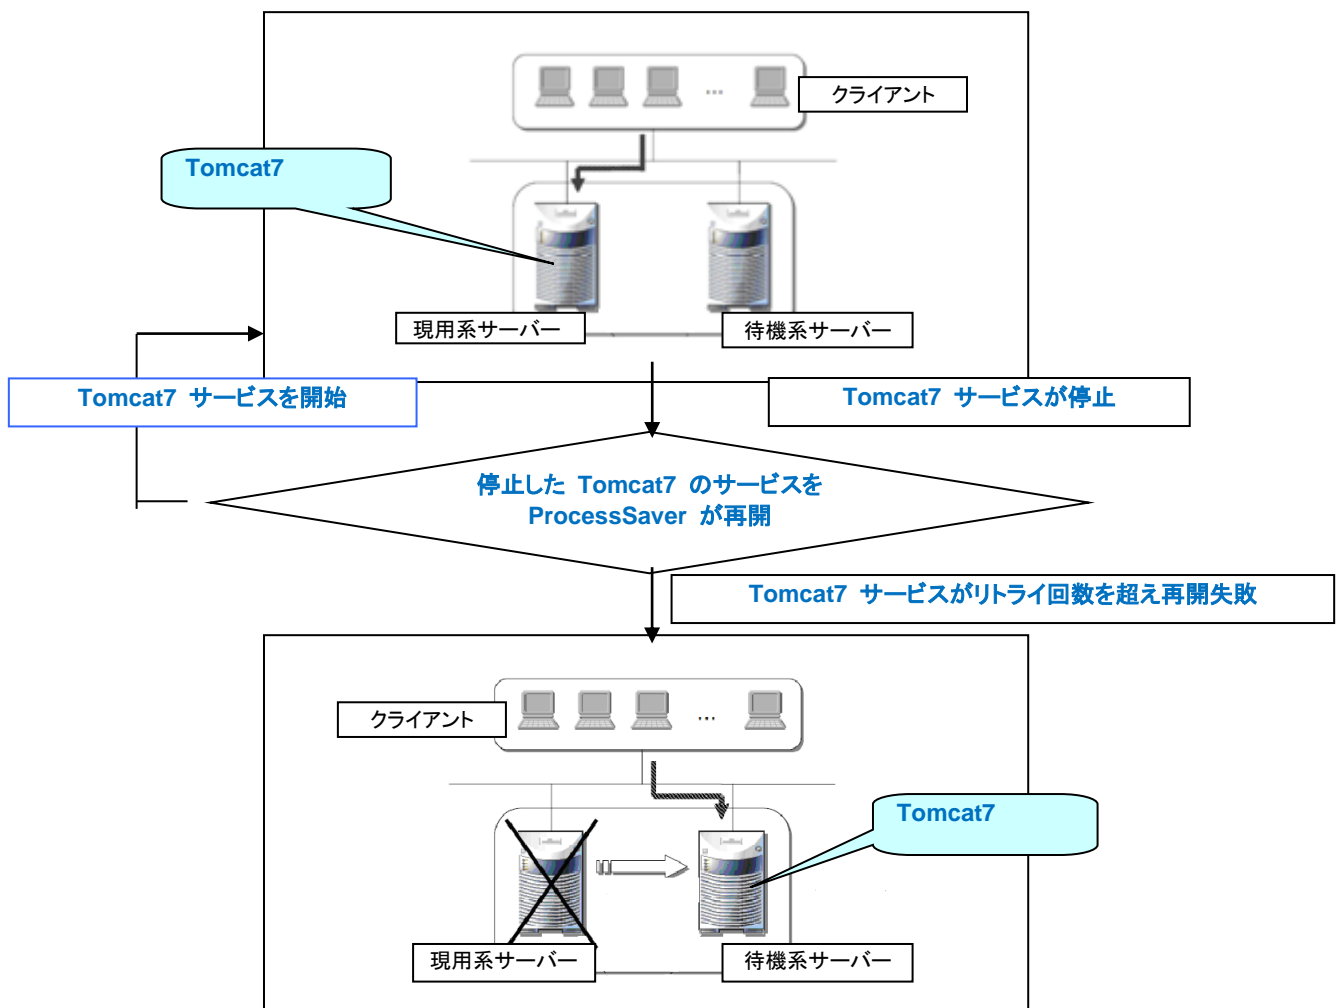 クライアント
Tomcat7
現用系サーバー
待機系サーバー
Tomcat7 サービスを開始
Tomcat7 サービスが停止
停止した Tomcat7 のサービスを
ProcessSaver が再開
Tomcat7 サービスがリトライ回数を超え再開失敗
クライアント
Tomcat7
現用系サーバー
待機系サーバー